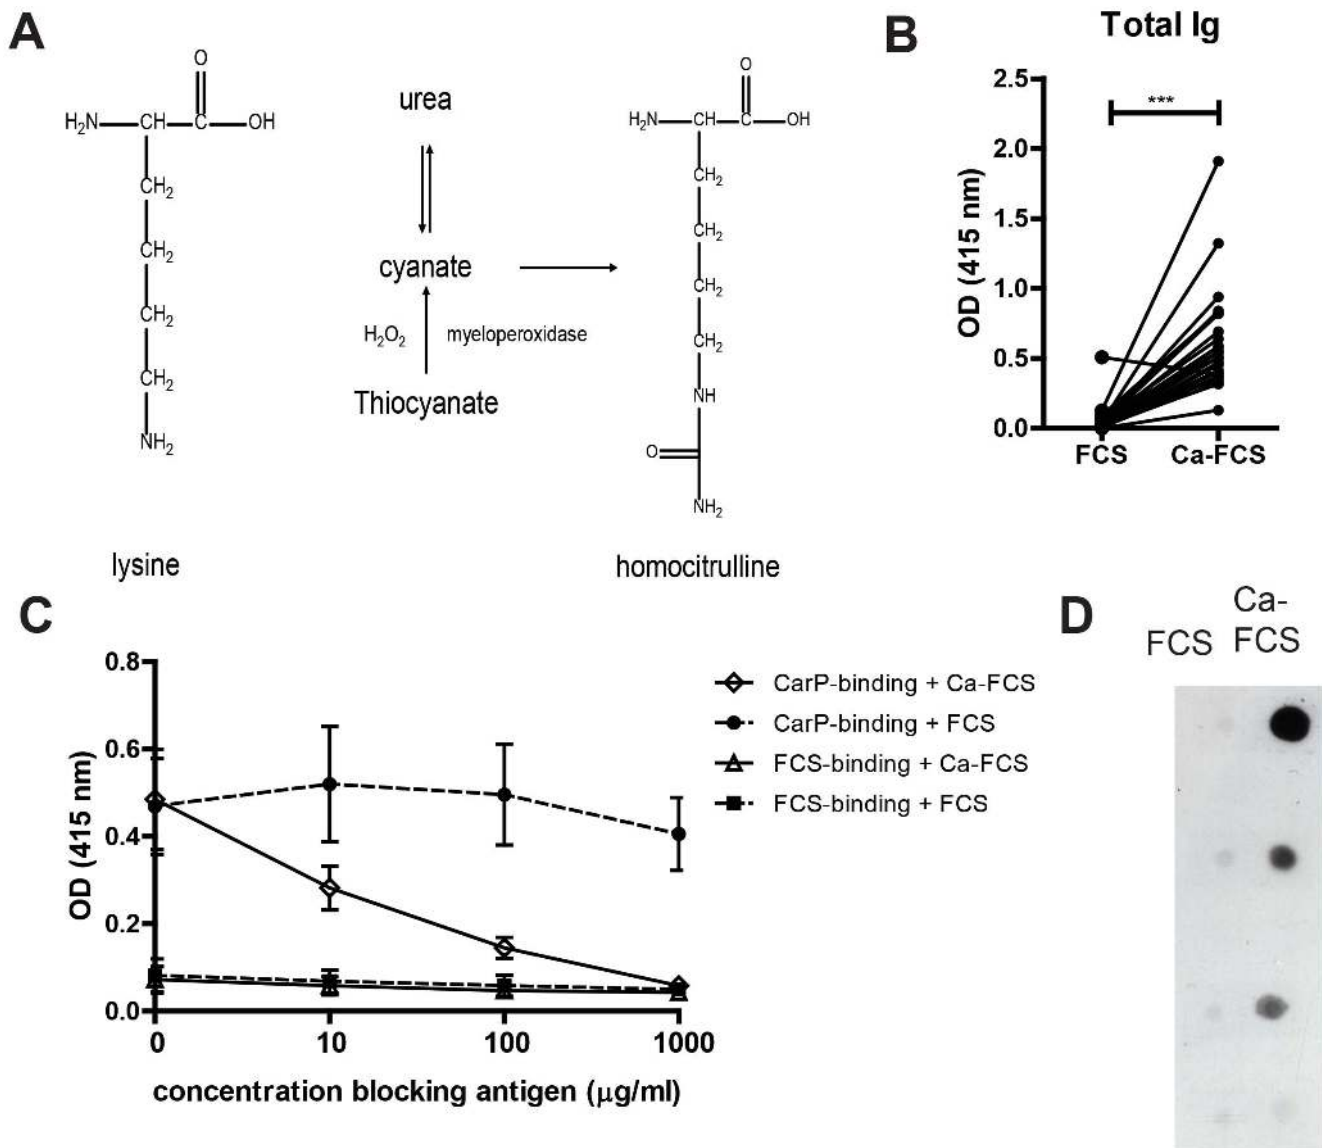 A
O
H₂N CH C OH
CH₂
CH₂
CH₂
CH₂
NH₂
lysine
urea
cyanate
H₂O₂ myeloperoxidase
Thiocyanate
O
H₂N CH C OH
CH₂
CH₂
CH₂
CH₂
NH
O
NH₂
homocitrulline
B
Total Ig
***
OD (415 nm)
2.5
2.0
1.5
1.0
0.5
0.0
FCS Ca-FCS
C
OD (415 nm)
0.8
0.6
0.4
0.2
0.0
0 10 100 1000
concentration blocking antigen (μg/ml)
CarP-binding + Ca-FCS
CarP-binding + FCS
FCS-binding + Ca-FCS
FCS-binding + FCS
D
FCS
Ca-
FCS